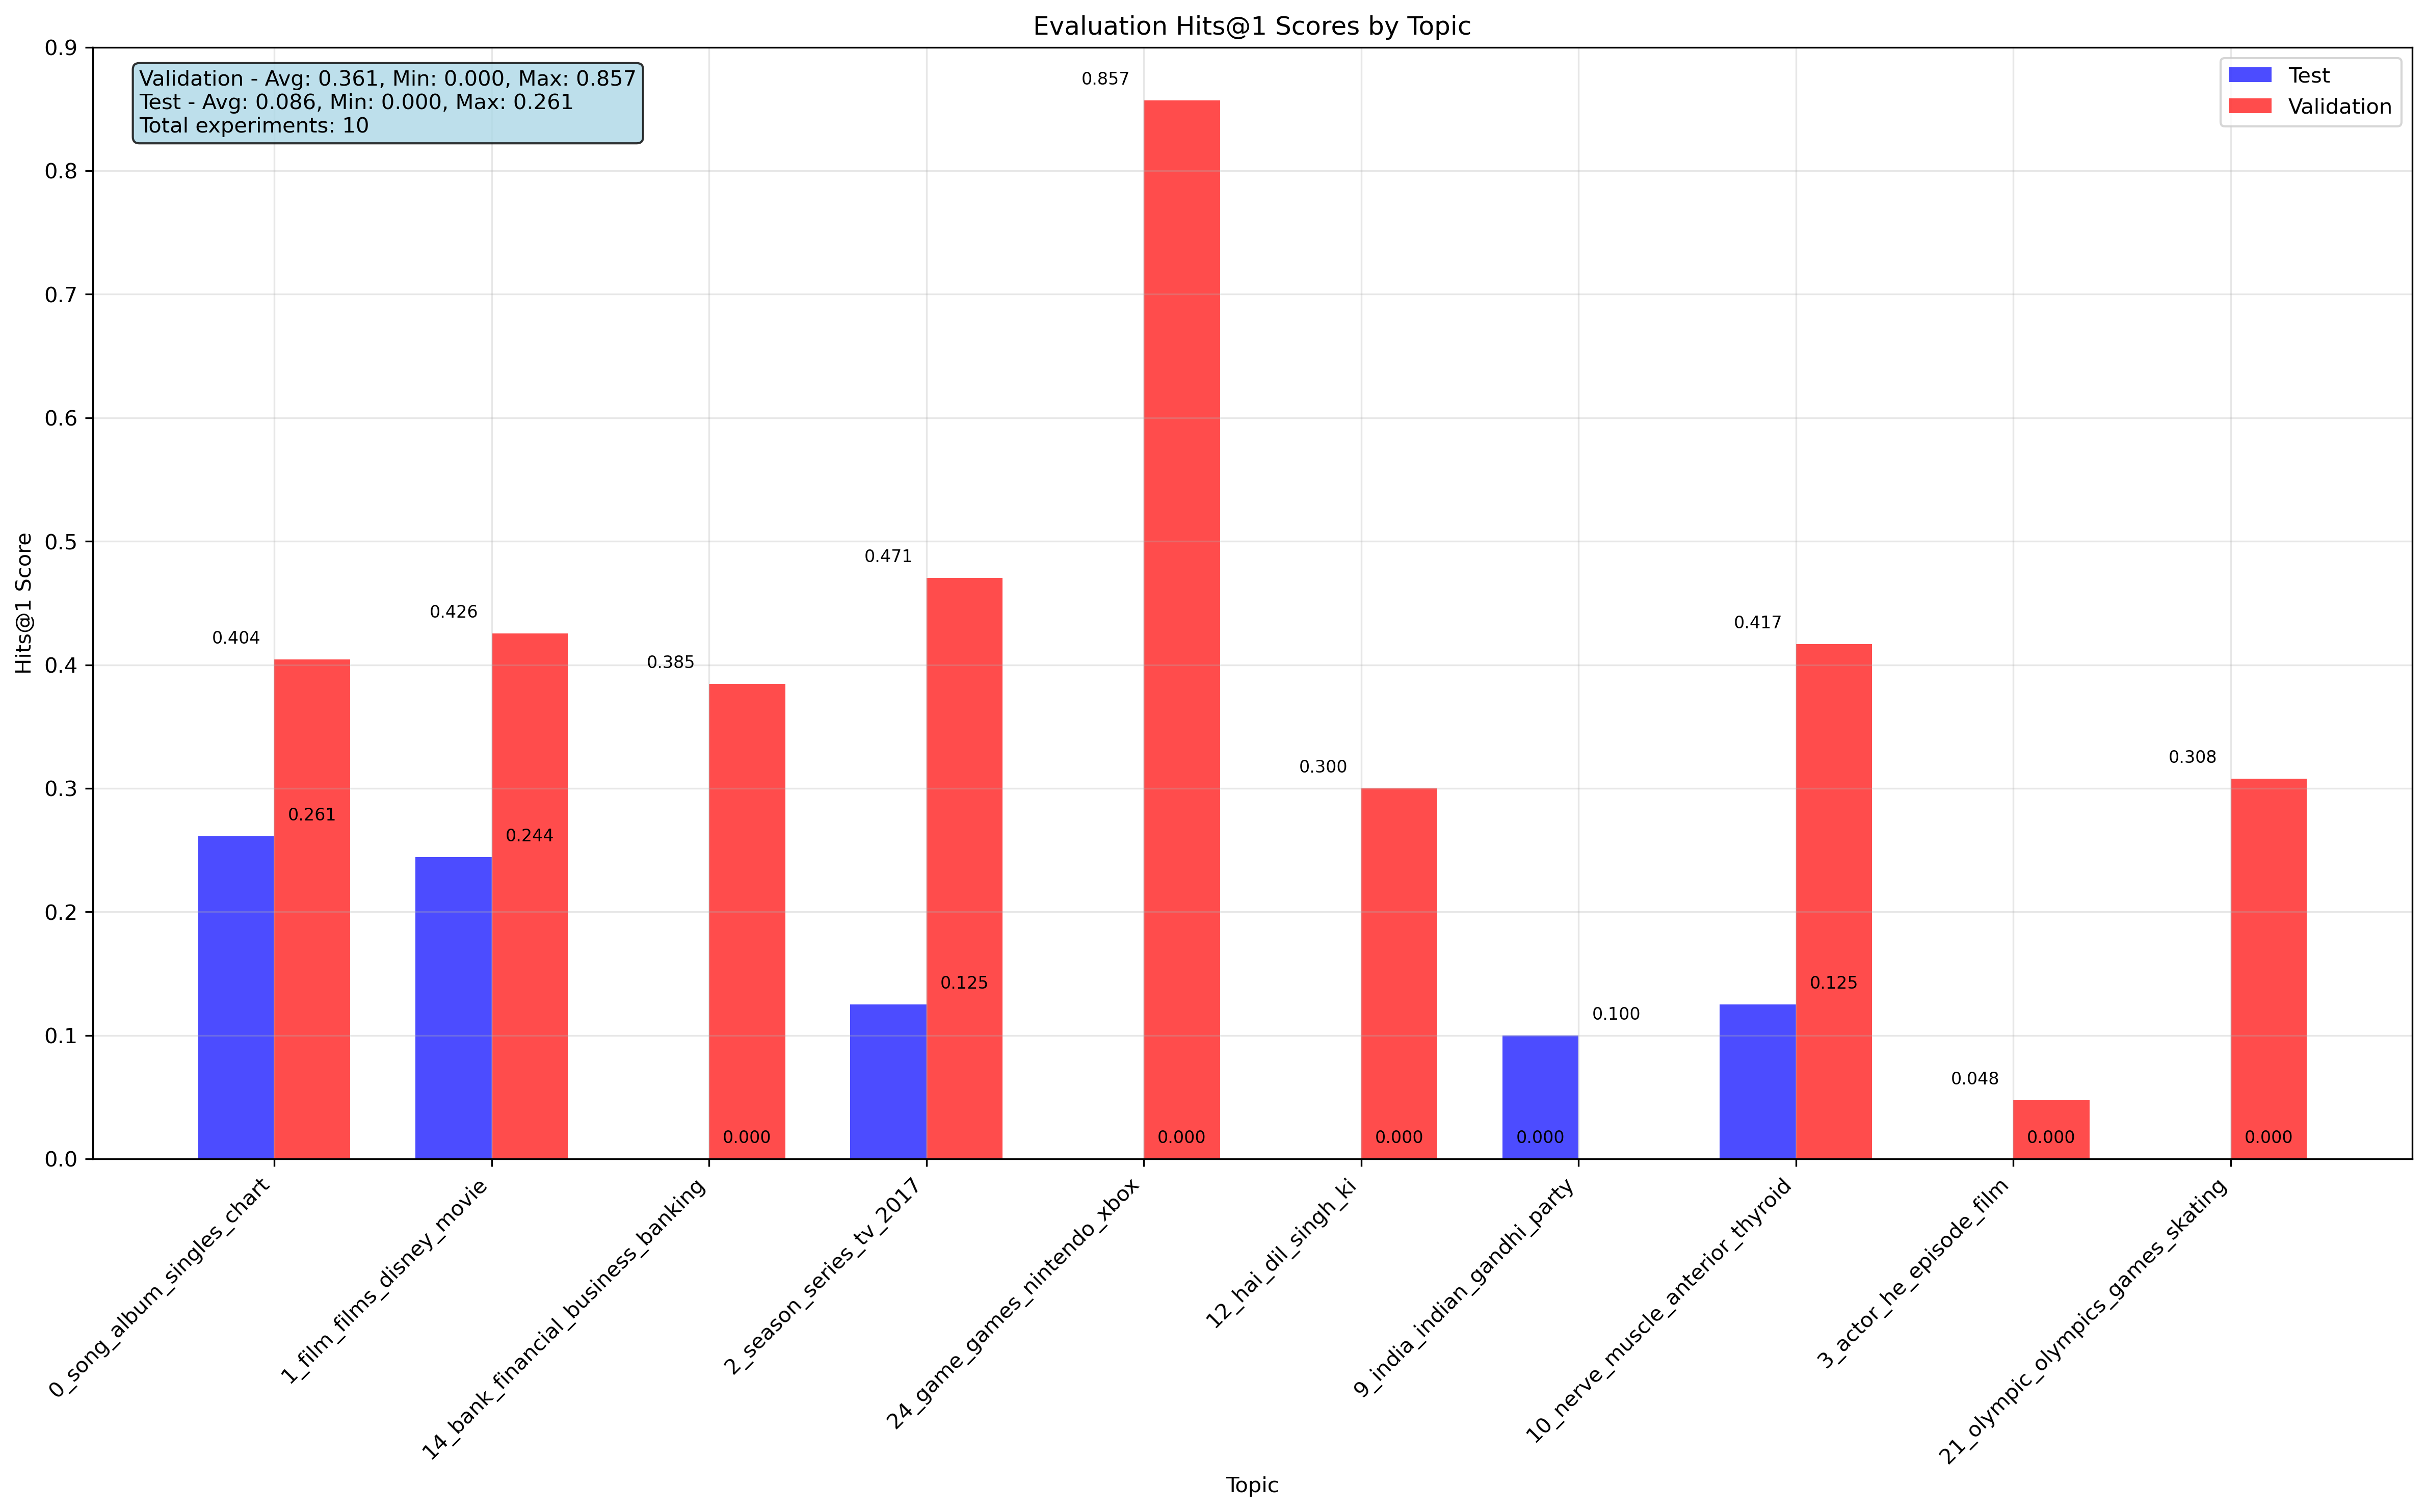 Evaluation Hits@1 Scores by Topic
Validation - Avg: 0.361, Min: 0.000, Max: 0.857
Test - Avg: 0.086, Min: 0.000, Max: 0.261
Total experiments: 10
Test
Validation
Hits@1 Score
0.9
0.8
0.7
0.6
0.5
0.4
0.3
0.2
0.1
0.0
0.404
0.261
0.426
0.244
0.385
0.000
0.471
0.125
0.857
0.000
0.300
0.000
0.000
0.100
0.417
0.125
0.048
0.000
0.308
0.000
0_song_album_singles_chart
1_film_films_disney_movie
14_bank_financial_business_banking
2_season_series_tv_2017
24_game_games_nintendo_xbox
12_hai_dil_singh_ki
9_india_indian_gandhi_party
10_nerve_muscle_anterior_thyroid
3_actor_he_episode_film
21_olympic_olympics_games_skating
Topic